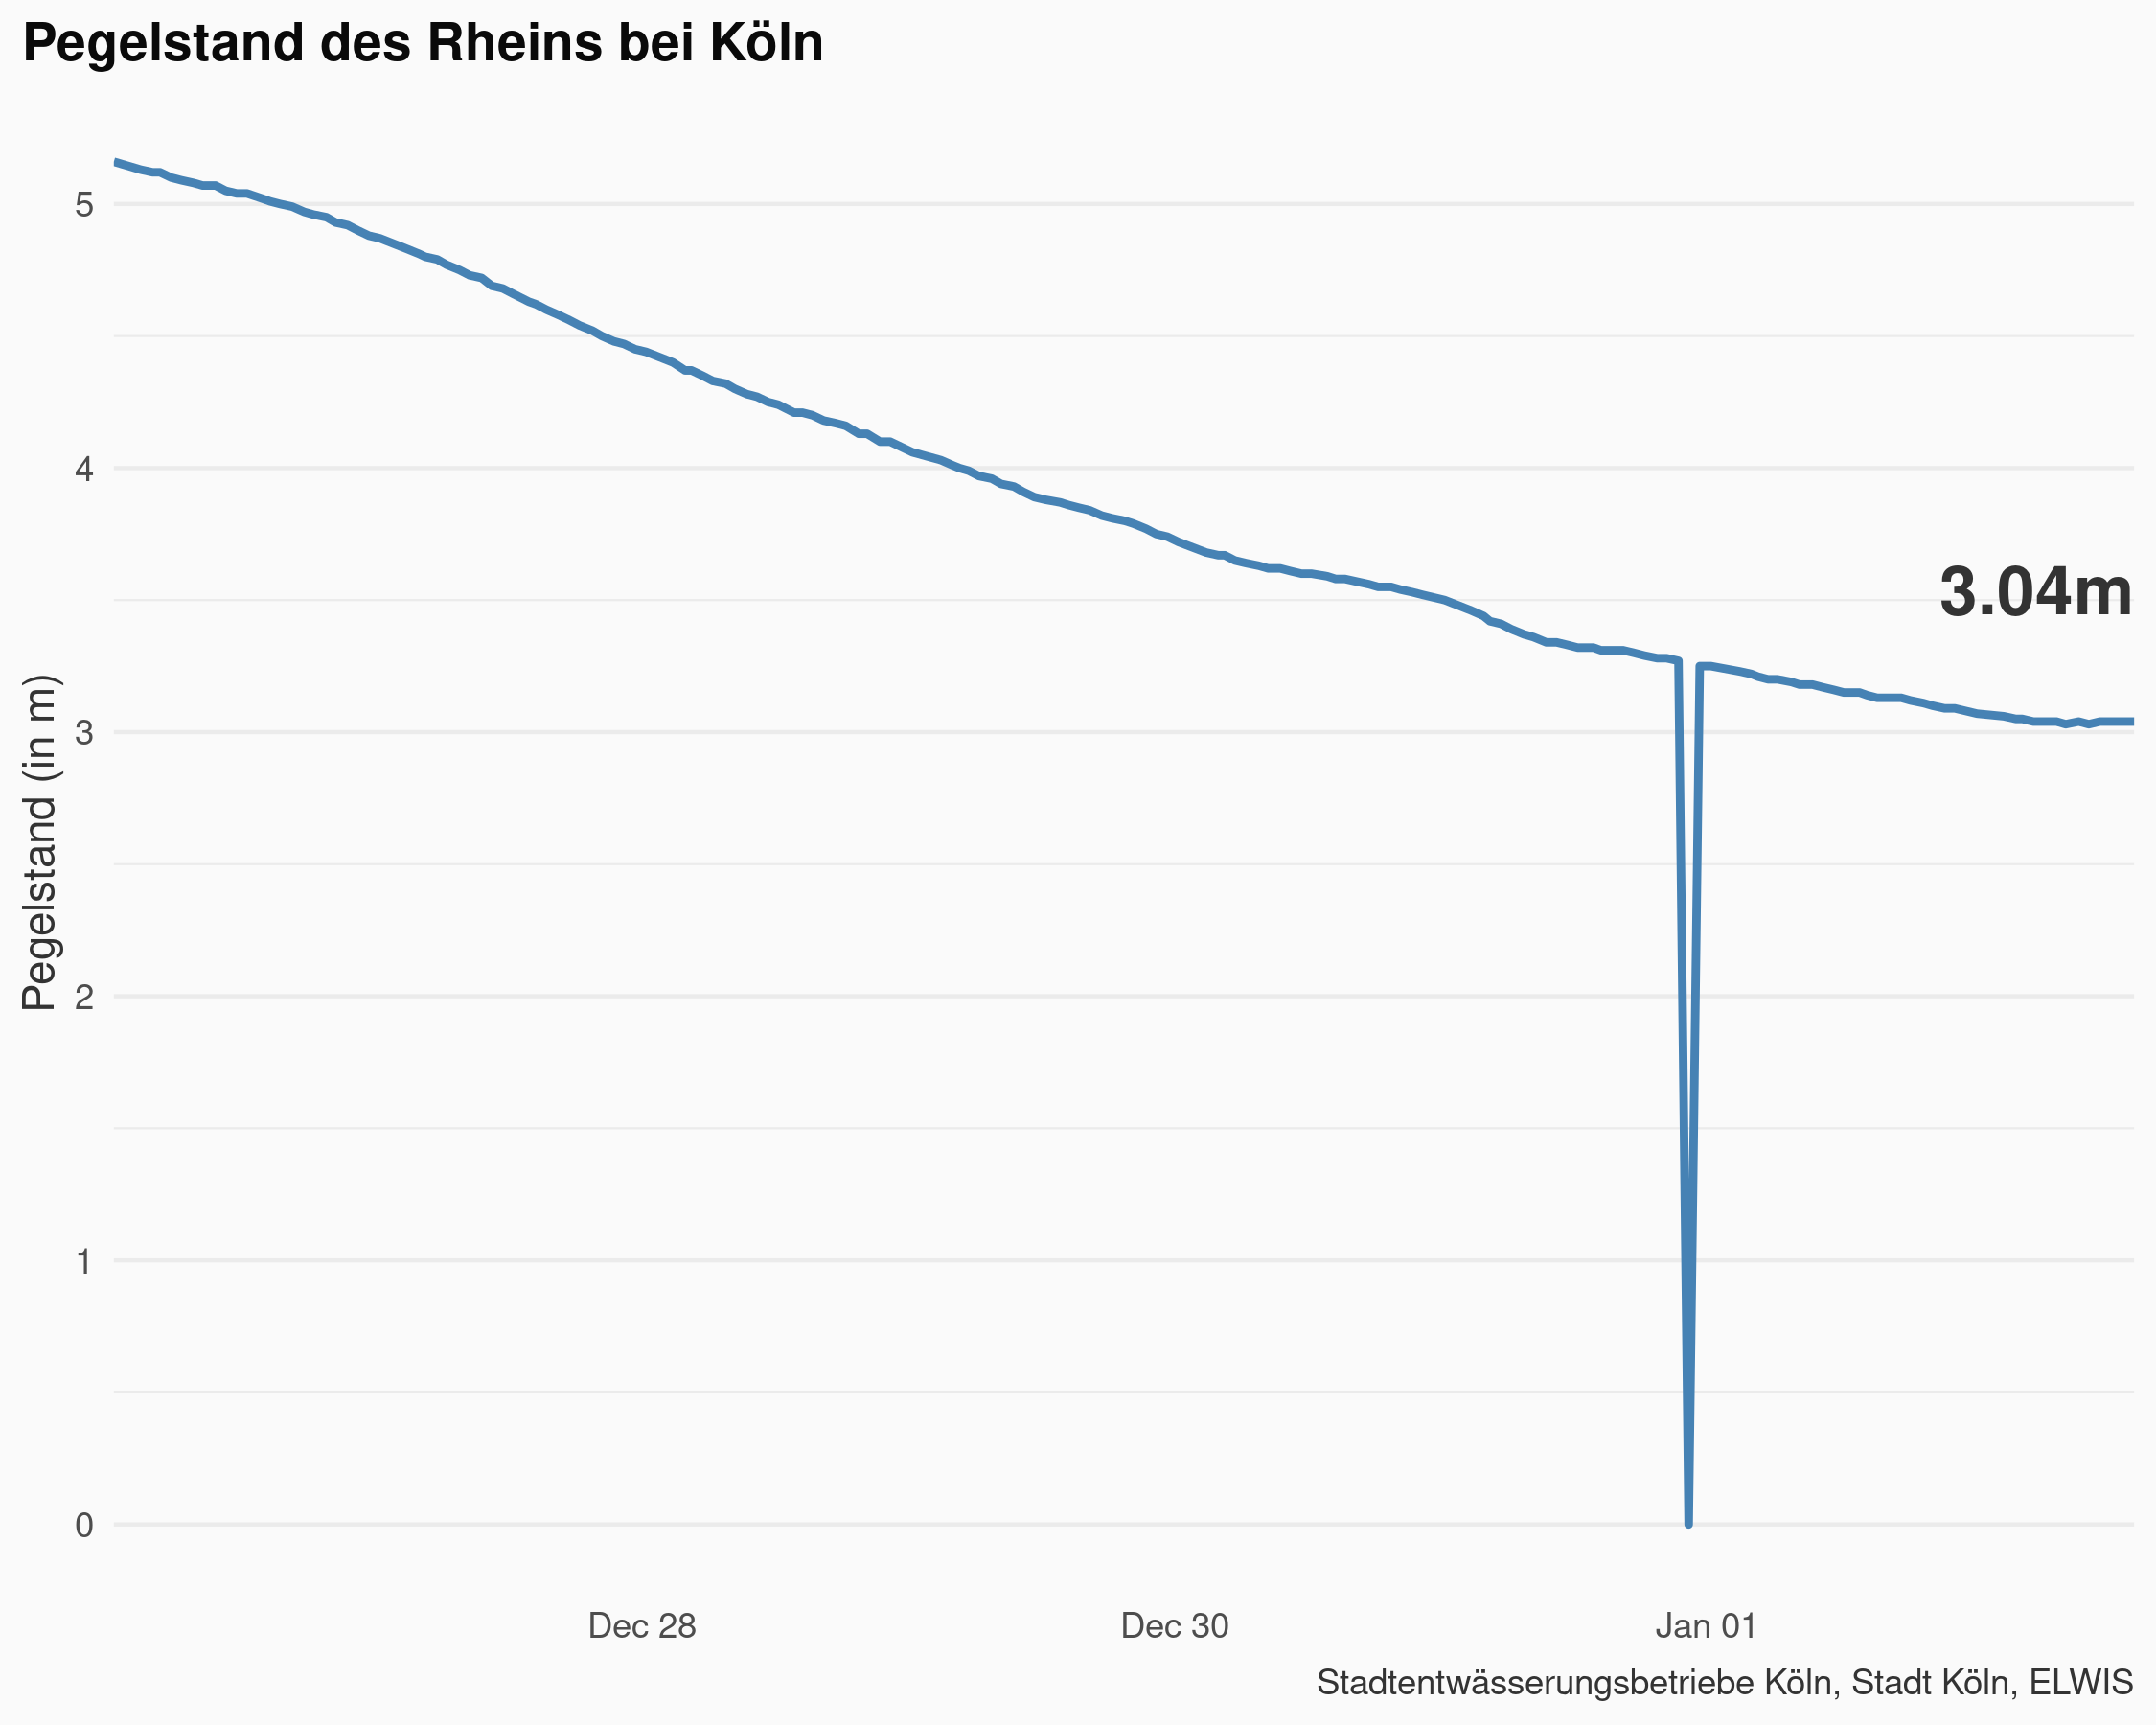 Pegelstand des Rheins bei Köln
Pegelstand (in m)
5
4
3
2
1
0
3.04m
Dec 28
Dec 30
Jan 01
Stadtentwässerungsbetriebe Köln, Stadt Köln, ELWIS